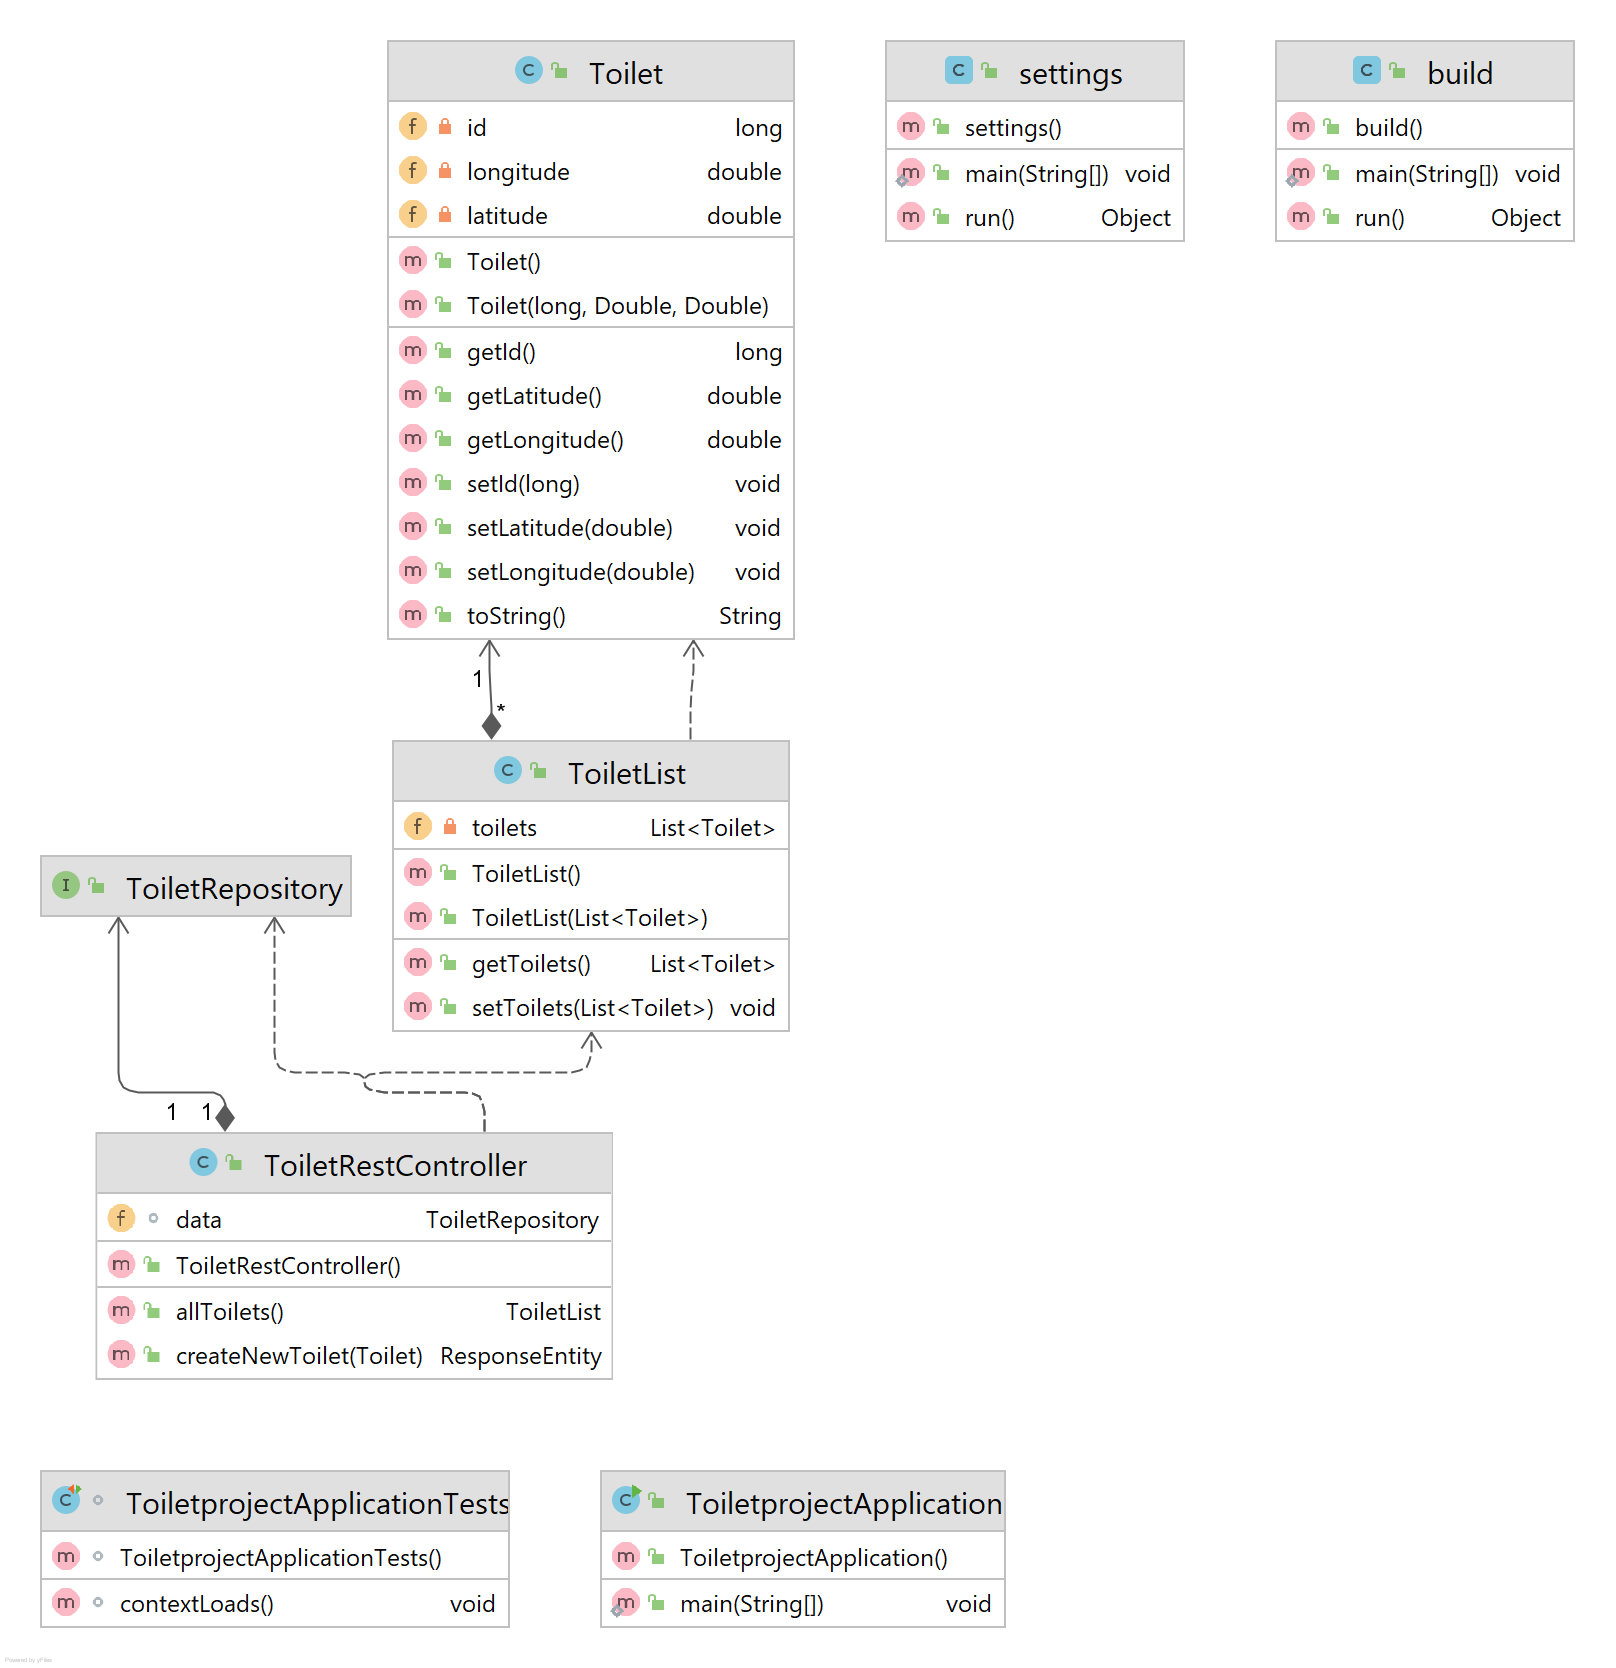 Toilet
id long
longitude double
latitude double
Toilet()
Toilet(long, Double, Double)
getId() long
getLatitude() double
getLongitude() double
setId(long) void
setLatitude(double) void
setLongitude(double) void
toString() String
settings
settings()
main(String[]) void
run() Object
build
build()
main(String[]) void
run() Object
1
*
ToiletList
toilets List<Toilet>
ToiletList()
ToiletList(List<Toilet>)
getToilets() List<Toilet>
setToilets(List<Toilet>) void
ToiletRepository
1 1
ToiletRestController
data ToiletRepository
ToiletRestController()
allToilets() ToiletList
createNewToilet(Toilet) ResponseEntity
ToiletprojectApplicationTests
ToiletprojectApplicationTests()
contextLoads() void
ToiletprojectApplication
ToiletprojectApplication()
main(String[]) void
Powered by yFiles